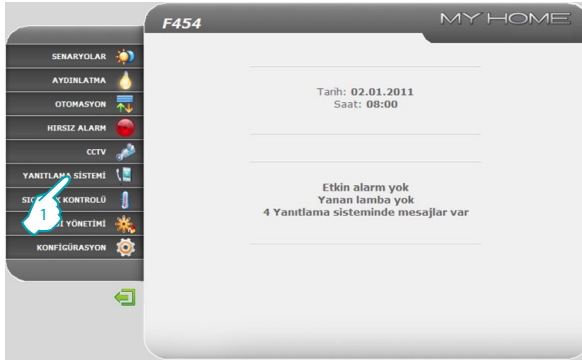 F454
MY HOME
SENARYOLAR
AYDINLATMA
OTOMASYON
HIRSIZ ALARM
CCTV
YANITLAMA SİSTEMİ
KONTROLÜ
1
YÖNETİMİ
KONFİGÜRASYON
Tarih: 02.01.2011
Saat: 08:00
Etkin alarm yok
Yanan lamba yok
4 Yanıtlama sisteminde mesajlar var